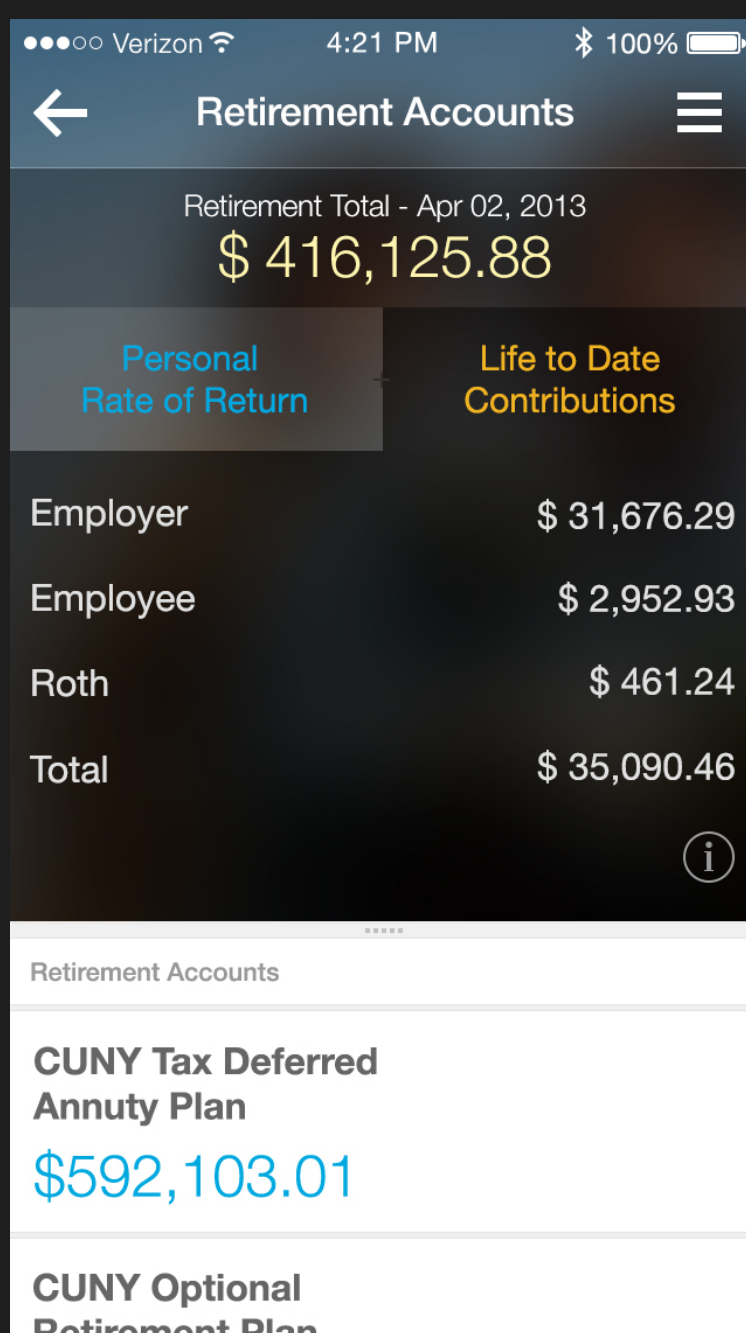 Verizon 4:21 PM 100%
Retirement Accounts
Retirement Total - Apr 02, 2013
$ 416,125.88
Personal
Rate of Return
Life to Date
Contributions
Employer $ 31,676.29
Employee $ 2,952.93
Roth $ 461.24
Total $ 35,090.46
i
Retirement Accounts
CUNY Tax Deferred
Annuty Plan
$592,103.01
CUNY Optional
Retirement Plan